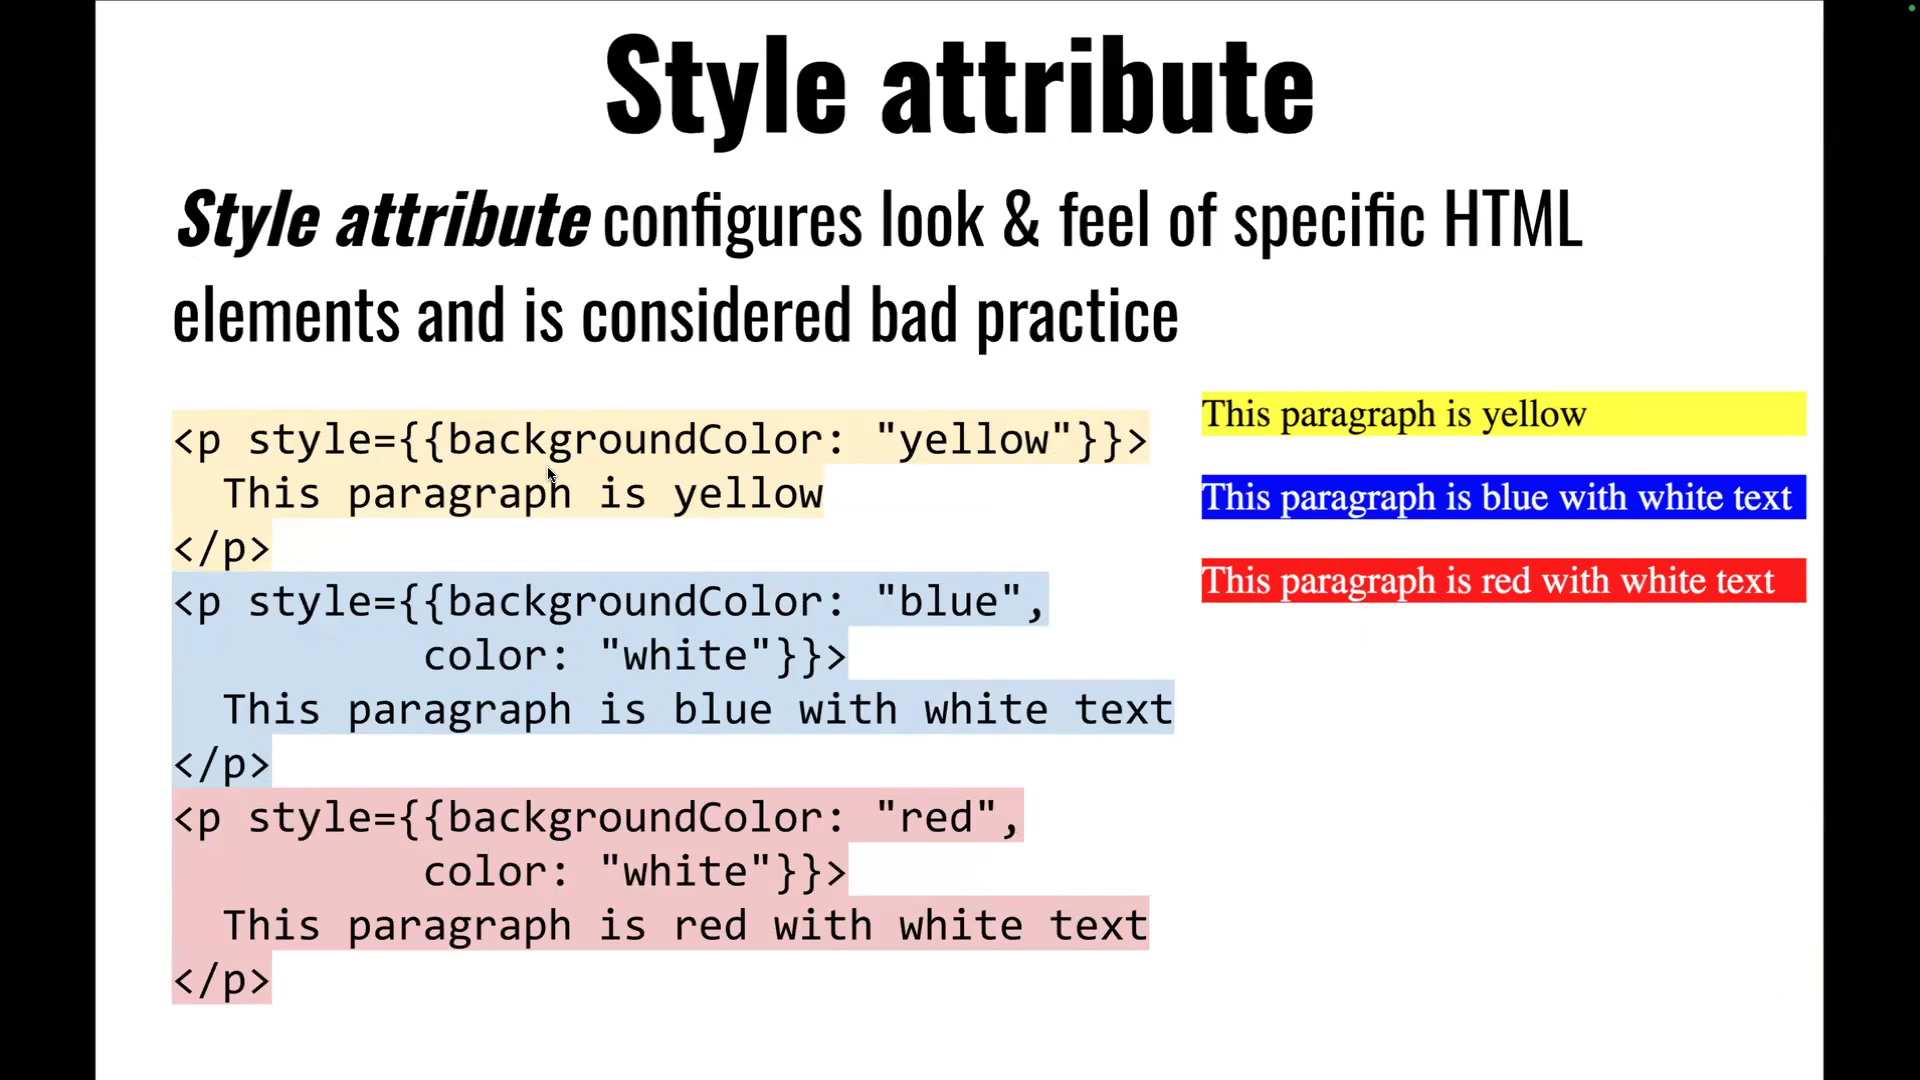 Style attribute
Style attribute configures look & feel of specific HTML
elements and is considered bad practice
<p style={{backgroundColor: "yellow"}}>
  This paragraph is yellow
</p>
<p style={{backgroundColor: "blue",
          color: "white"}}>
  This paragraph is blue with white text
</p>
<p style={{backgroundColor: "red",
          color: "white"}}>
  This paragraph is red with white text
</p>
This paragraph is yellow
This paragraph is blue with white text
This paragraph is red with white text